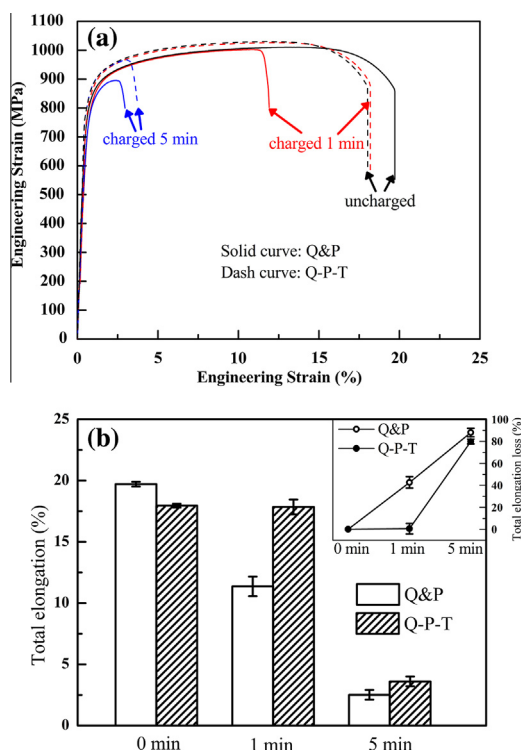 (a)
1100
1000
900
800
700
600
500
400
300
200
100
0
Engineering Strain (MPa)
charged 5 min
charged 1 min
uncharged
Solid curve: Q&P
Dash curve: Q-P-T
0 5 10 15 20 25
Engineering Strain (%)
(b)
25
20
15
10
5
0
Total elongation (%)
Q&P
Q-P-T
100
80
60
40
20
0
Total elongation loss (%)
0 min 1 min 5 min
Q&P
Q-P-T
0 min 1 min 5 min